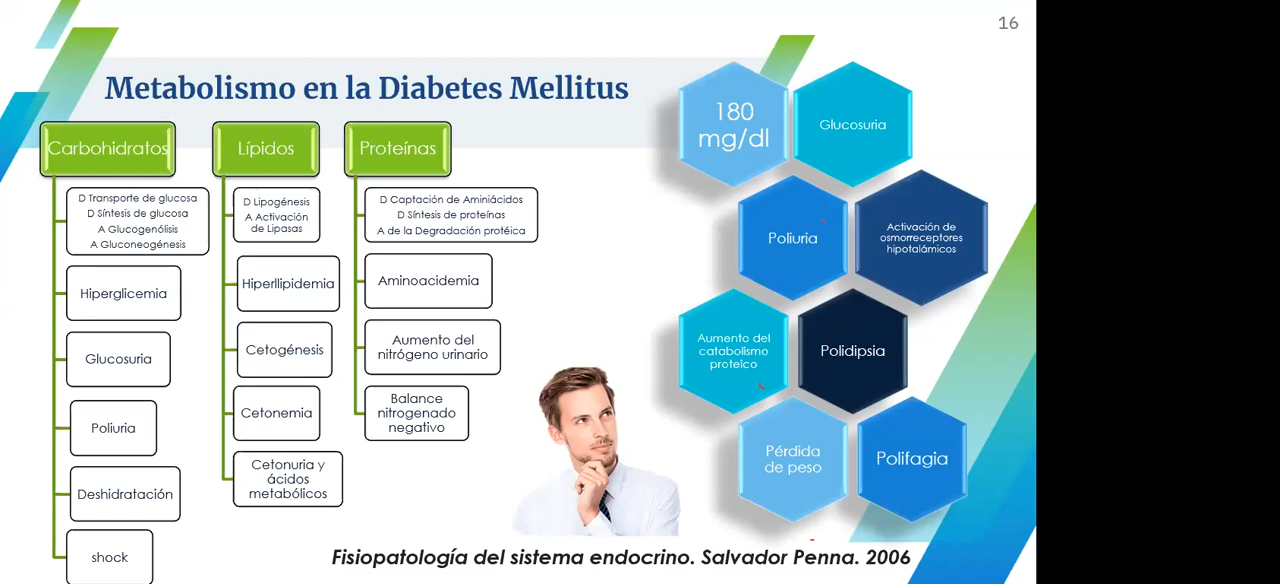 16
Metabolismo en la Diabetes Mellitus
Carbohidratos
D Transporte de glucosa
D Síntesis de glucosa
A Glucogenólisis
A Gluconeogénesis
Hiperglicemia
Glucosuria
Poliuria
Deshidratación
shock
Lípidos
D Lipogénesis
A Activación
de Lipasas
Hiperllipidemia
Cetogénesis
Cetonemia
Cetonuria y
ácidos
metabólicos
Proteínas
D Captación de Aminiácidos
D Síntesis de proteínas
A de la Degradación protéica
Aminoacidemia
Aumento del
nitrógeno urinario
Balance
nitrogenado
negativo
180
mg/dl
Glucosuria
Poliuria
Activación de
osmorreceptores
hipotalámicos
Aumento del
catabolismo
proteico
Polidipsia
Pérdida
de peso
Polifagia
Fisiopatología del sistema endocrino. Salvador Penna. 2006